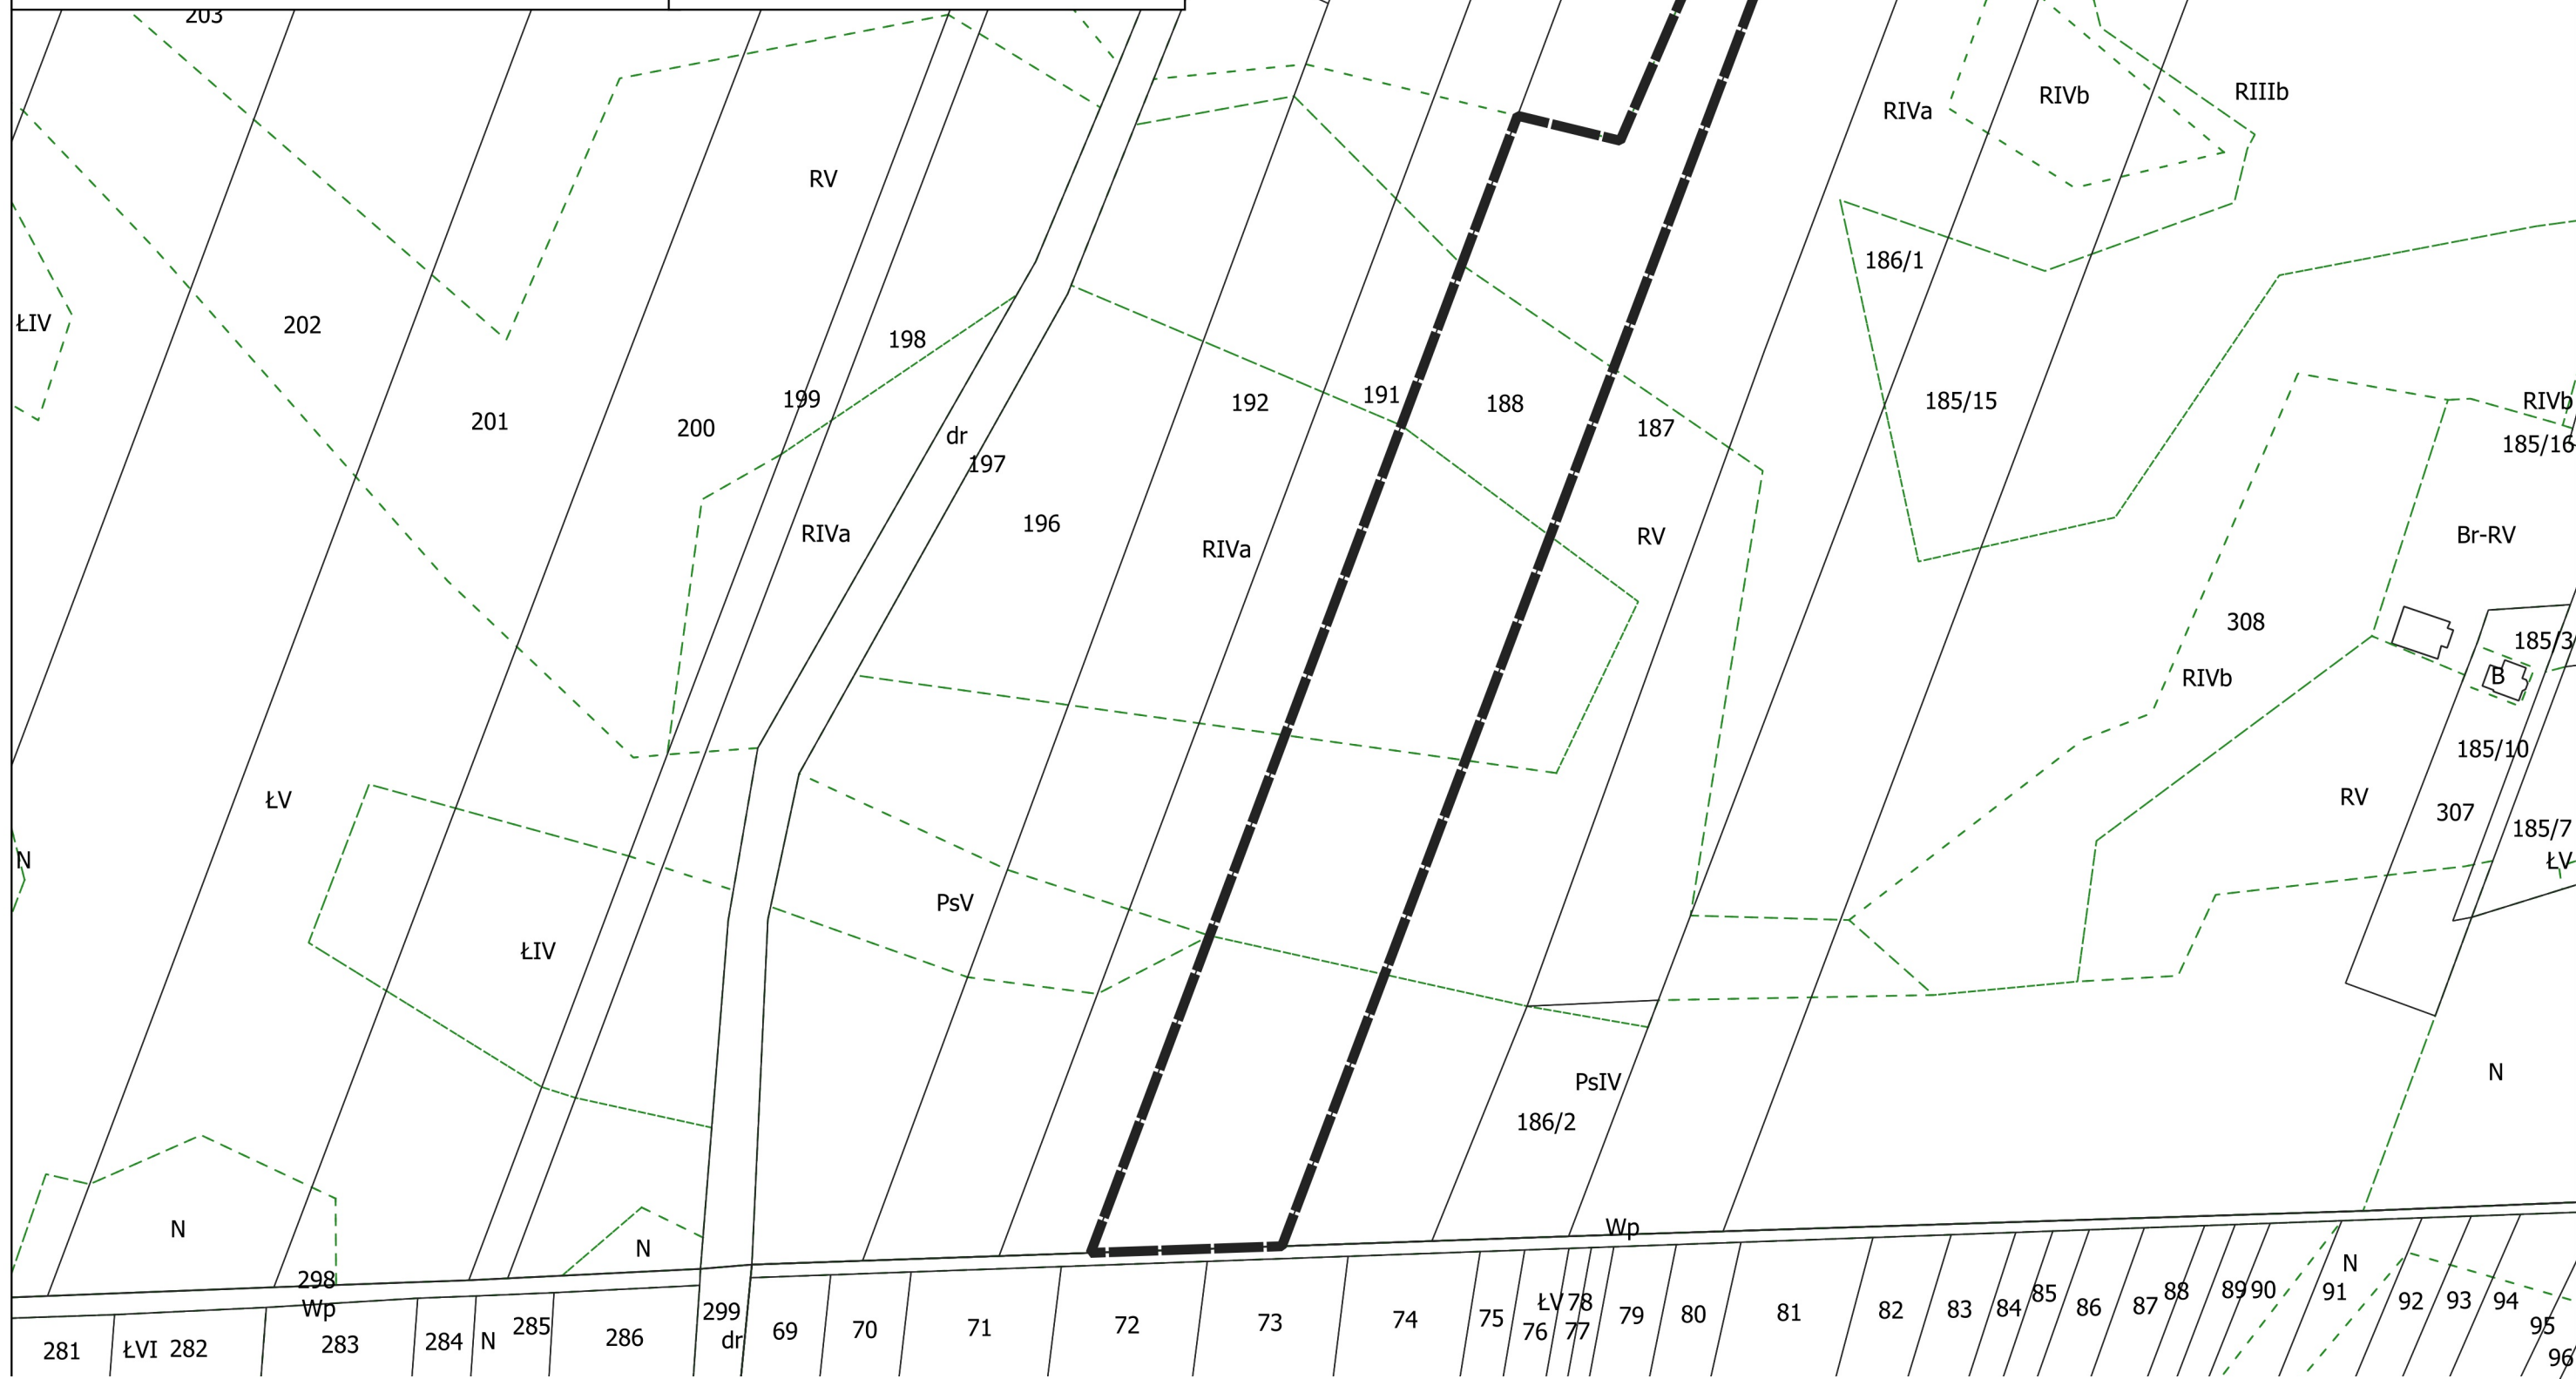 203
RIVb
RIIIb
RIVa
RV
186/1
ŁIV
202
198
199
192
191
188
185/15
RIVb
201
200
dr
187
185/16
197
196
RIVa
RIVa
RV
Br-RV
308
185/3
RIVb
B
185/10
ŁV
RV
307
185/7
N
ŁV
PsV
ŁIV
N
PsIV
186/2
N
N
Wp
298
Wp
N
299
dr
ŁV
78
85
88
89
90
91
281
ŁVI
282
283
284
N
285
286
69
70
71
72
73
74
75
76
77
79
80
81
82
83
84
86
87
92
93
94
95
96